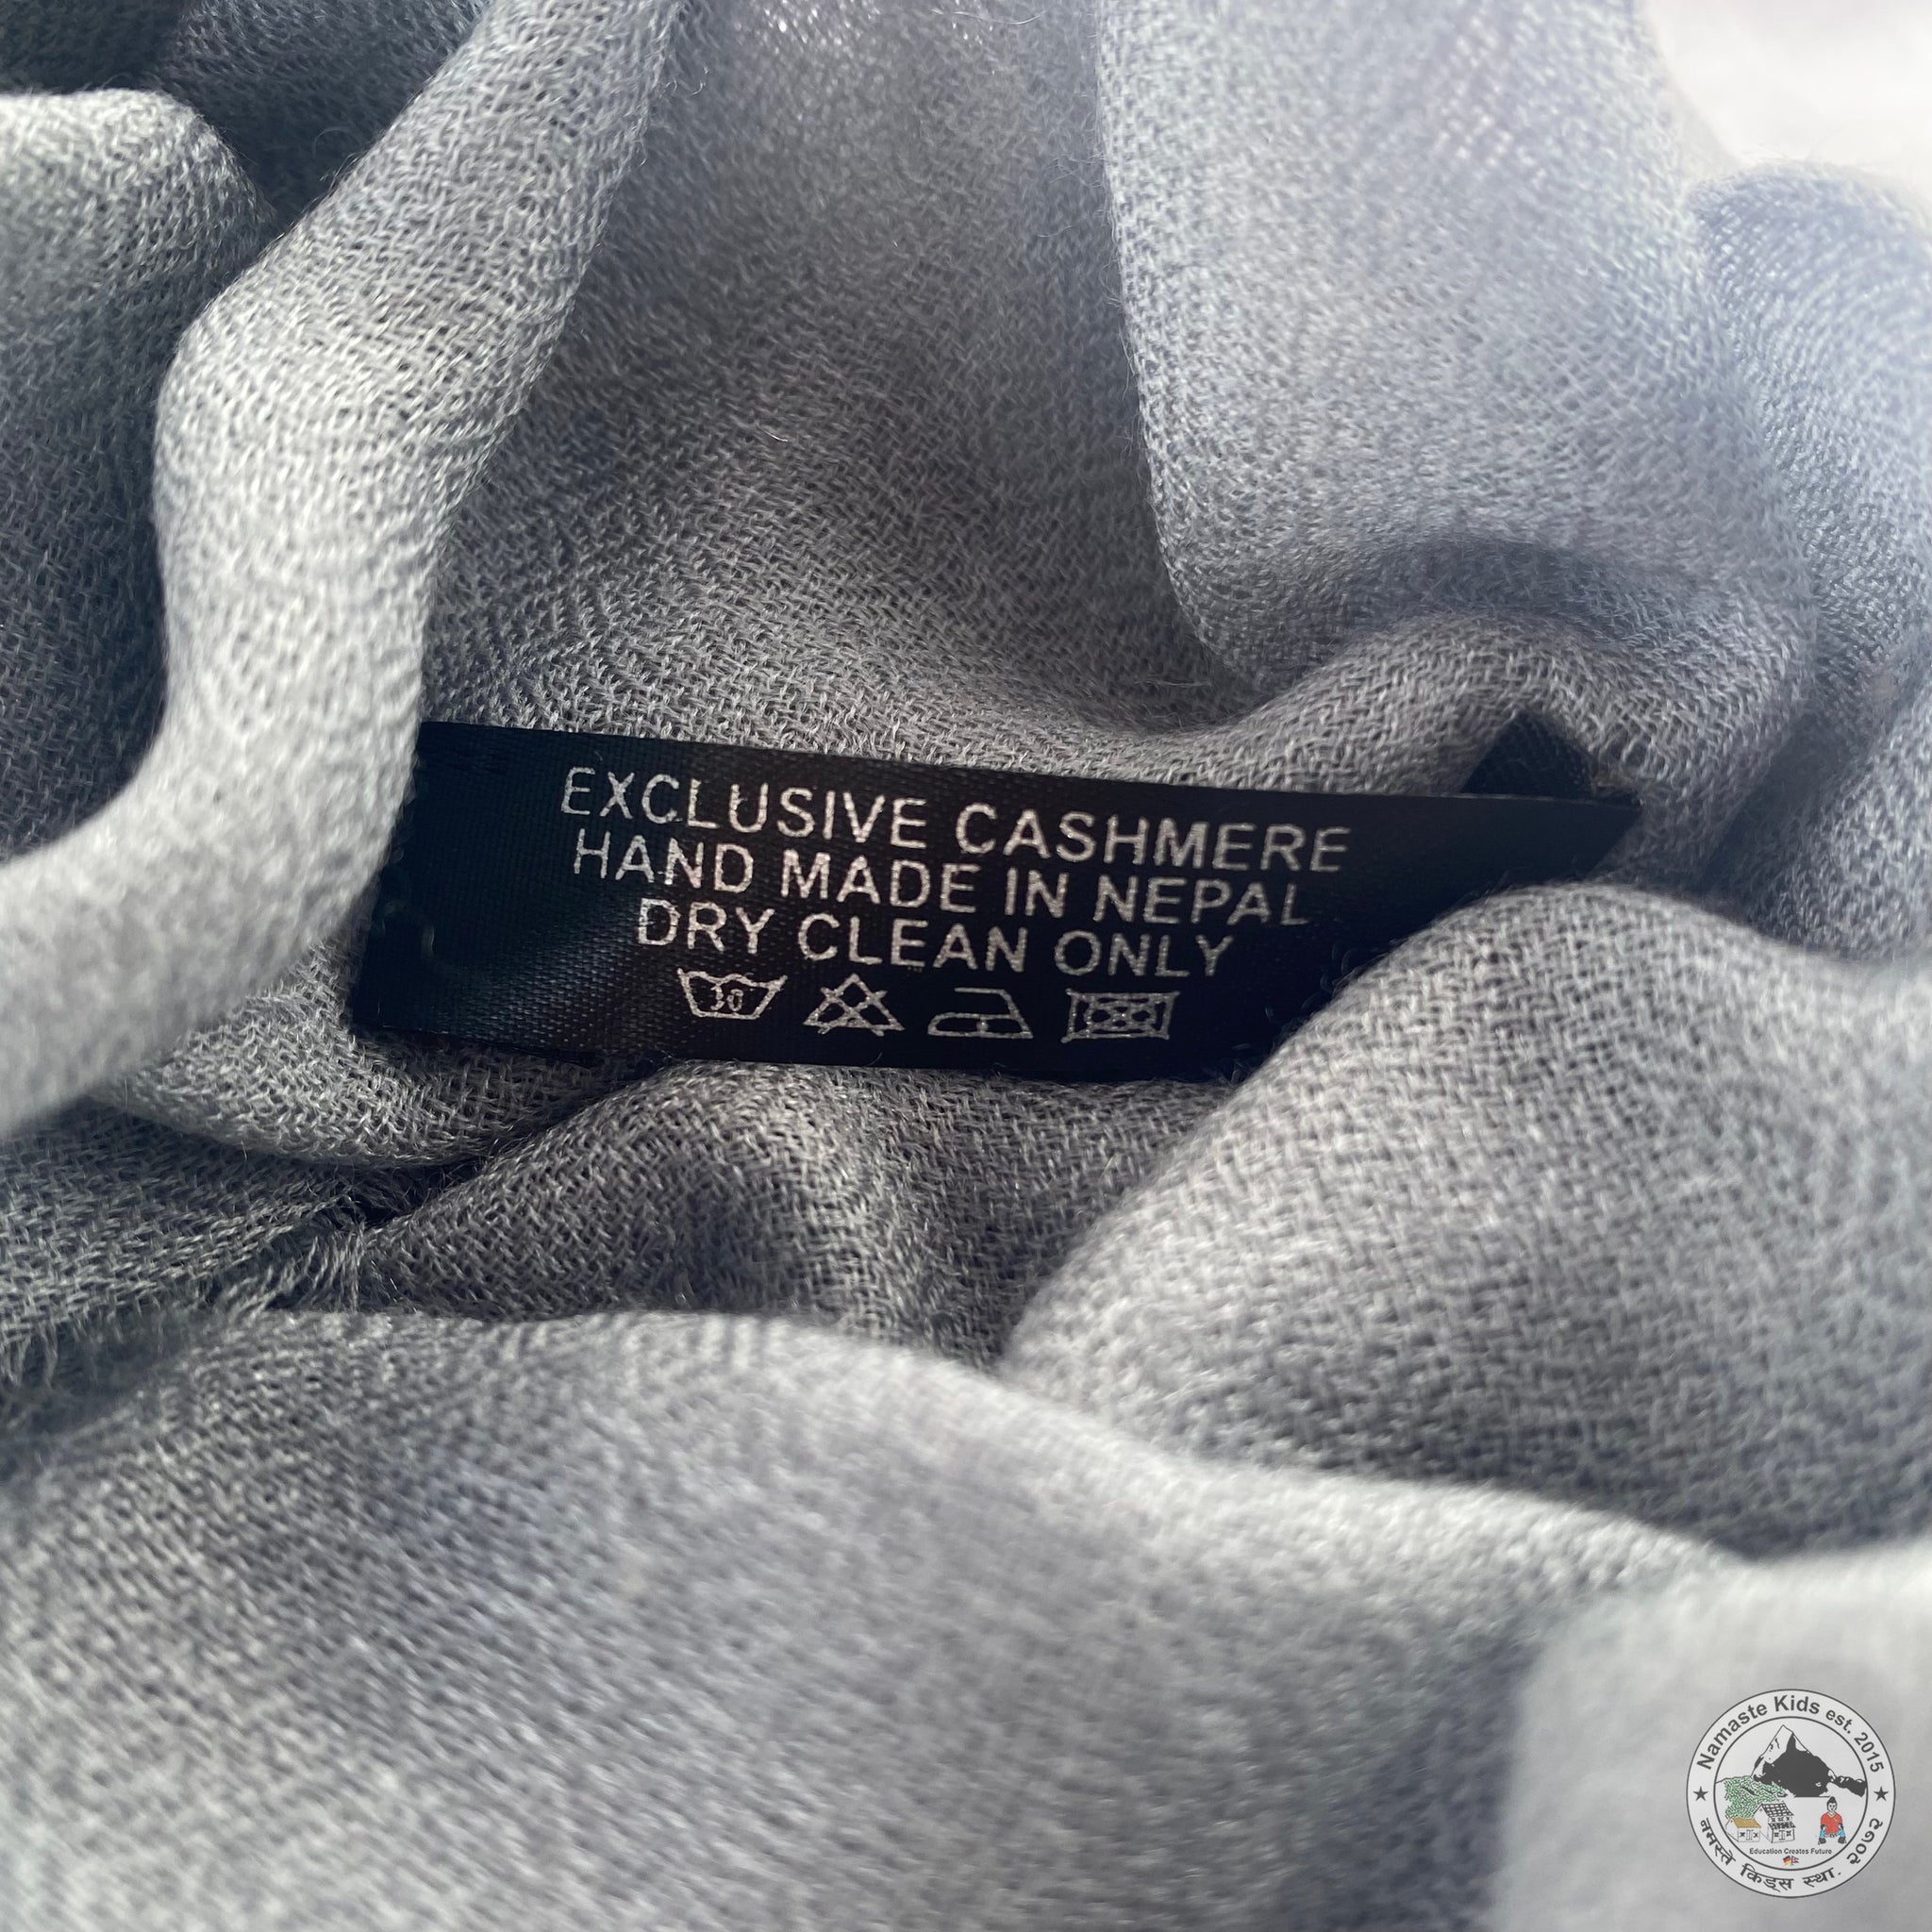 EXCLUSIVE CASHMERE
HAND MADE IN NEPAL
DRY CLEAN ONLY
30
Namaste Kids est. 2015
Education Creates Future
नमस्ते किड्स स्था. २०७२